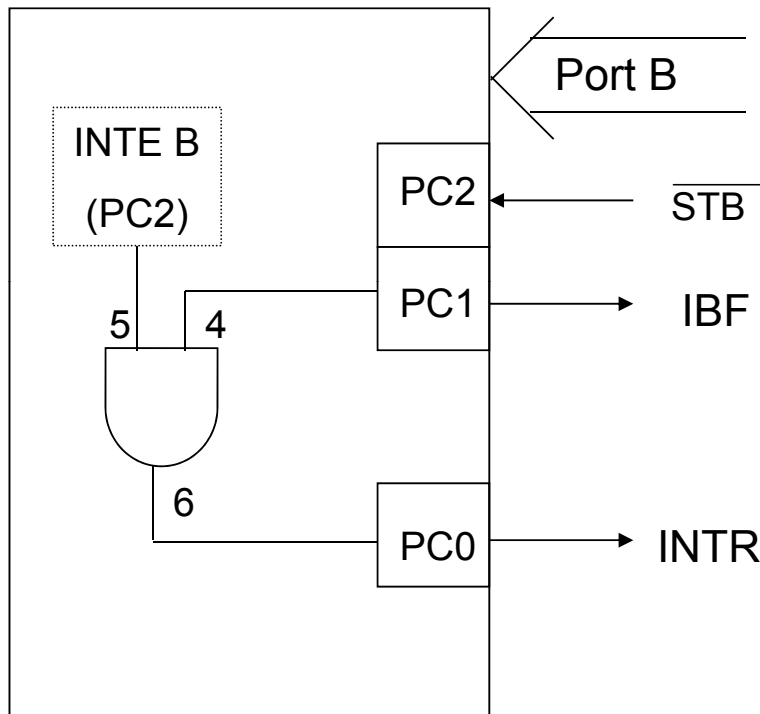 Port B
INTE B
(PC2)
PC2
STB
PC1
IBF
5
4
6
PC0
INTR